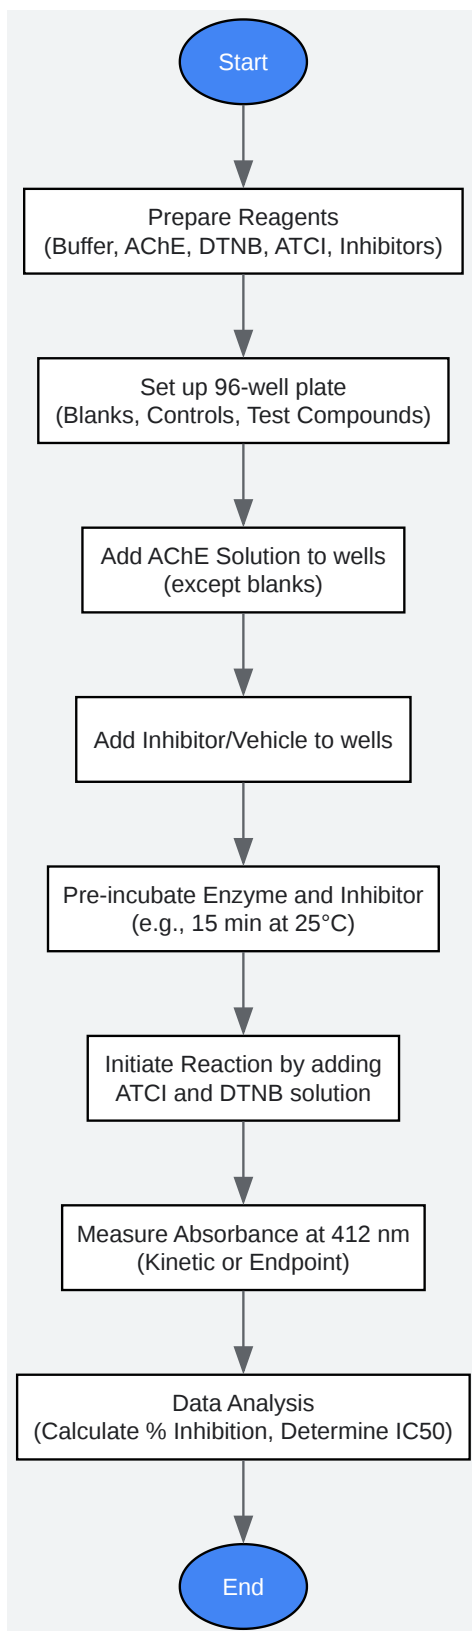 Start
Prepare Reagents
(Buffer, AChE, DTNB, ATCI, Inhibitors)
Set up 96-well plate
(Blanks, Controls, Test Compounds)
Add AChE Solution to wells
(except blanks)
Add Inhibitor/Vehicle to wells
Pre-incubate Enzyme and Inhibitor
(e.g., 15 min at 25°C)
Initiate Reaction by adding
ATCI and DTNB solution
Measure Absorbance at 412 nm
(Kinetic or Endpoint)
Data Analysis
(Calculate % Inhibition, Determine IC50)
End